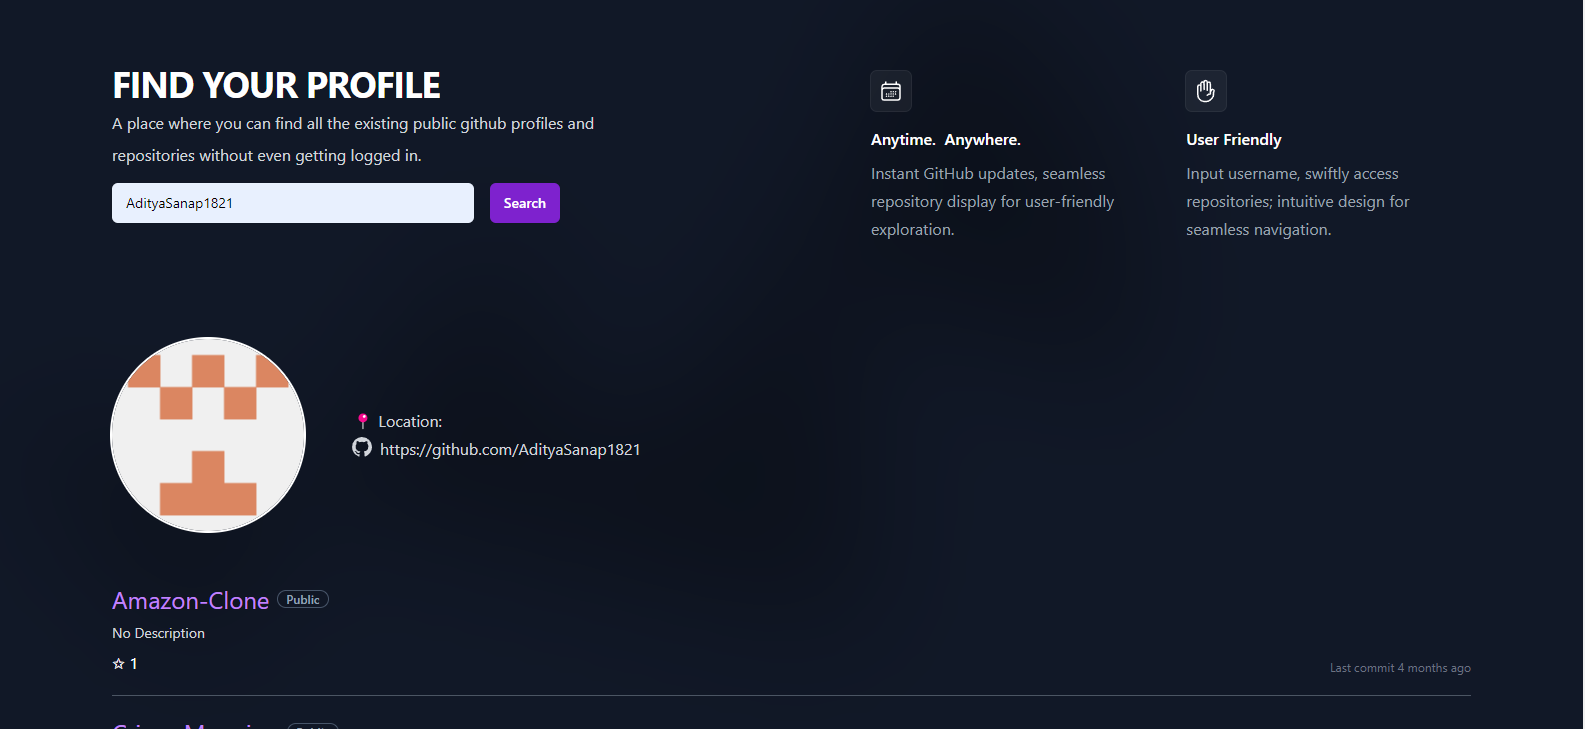 FIND YOUR PROFILE
A place where you can find all the existing public github profiles and
repositories without even getting logged in.
AdityaSanap1821
Search
Anytime.  Anywhere.
Instant GitHub updates, seamless
repository display for user-friendly
exploration.
User Friendly
Input username, swiftly access
repositories; intuitive design for
seamless navigation.
Location:
https://github.com/AdityaSanap1821
Amazon-Clone Public
No Description
1
Last commit 4 months ago